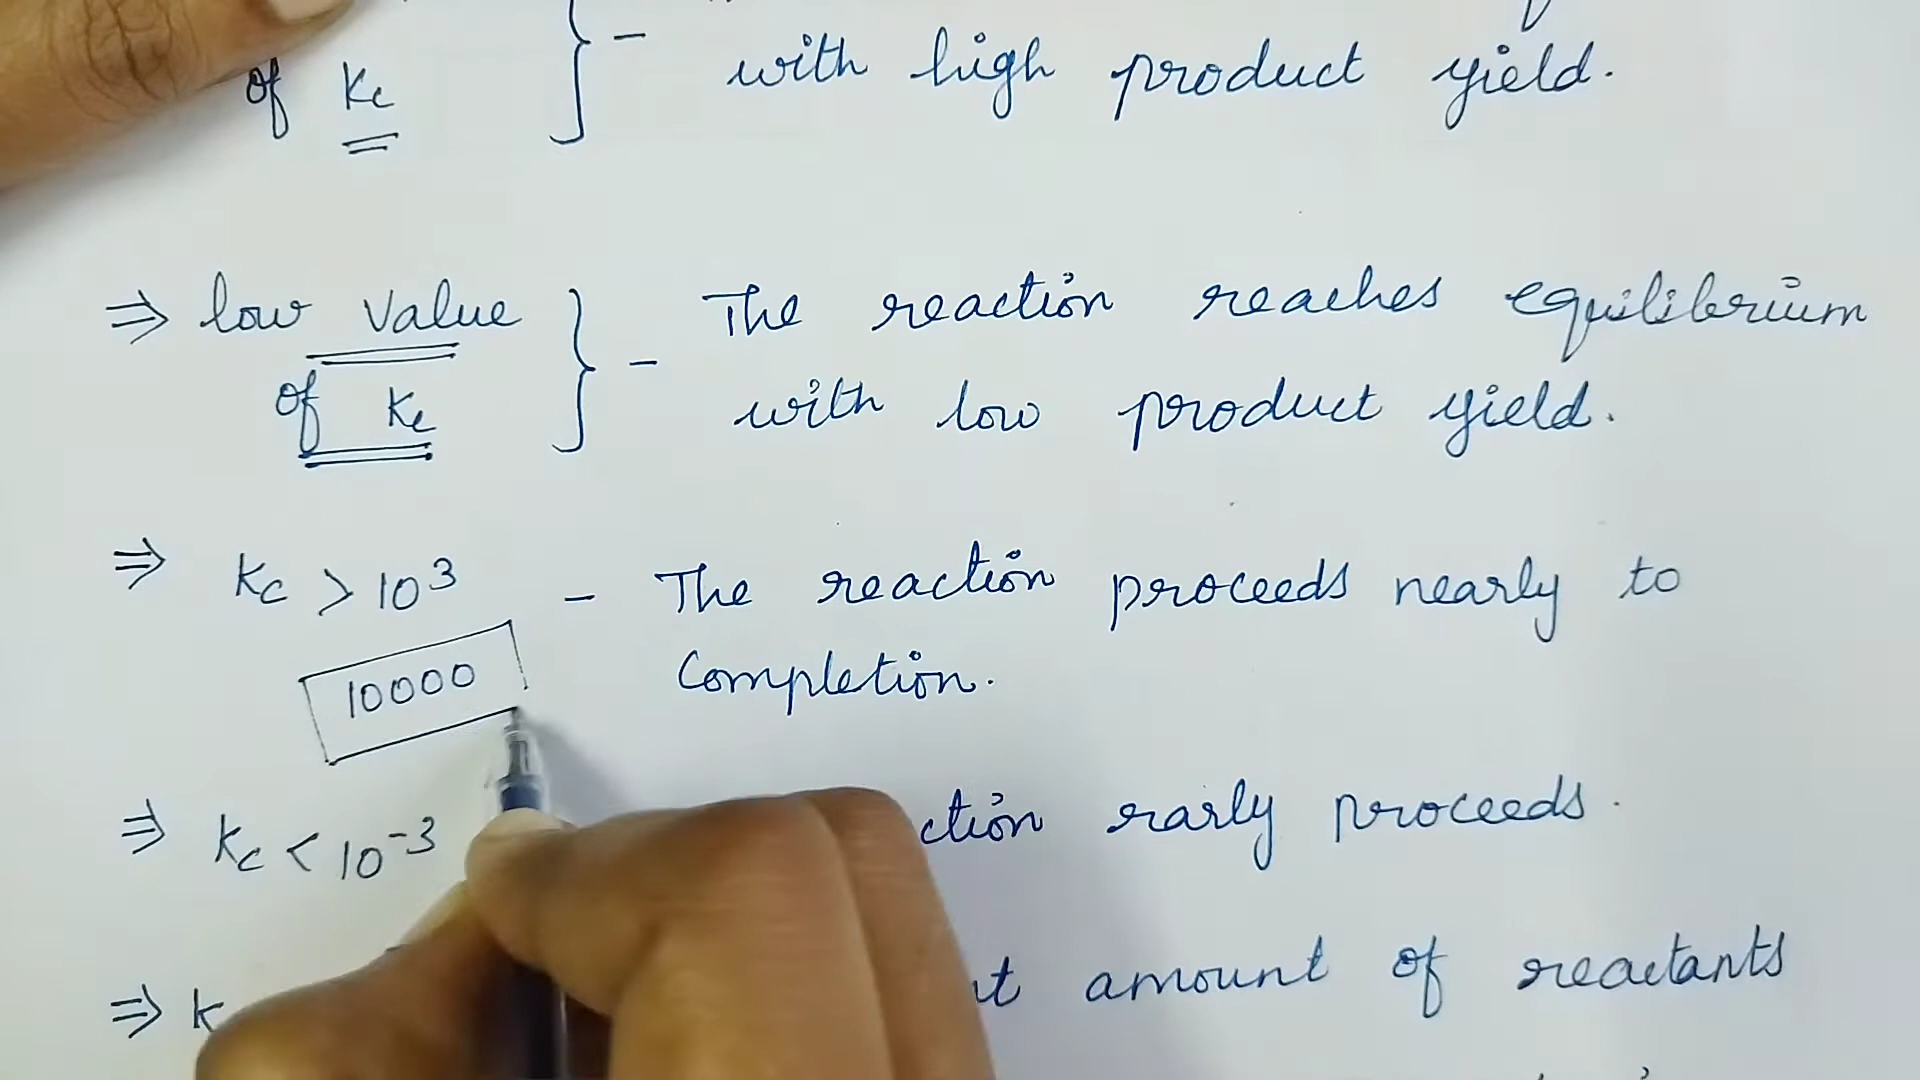 with high product yield.
of Kc } -
⇒ low value } - The reaction reaches equilibrium
of Kc with low product yield.
⇒ Kc > 10³ - The reaction proceeds nearly to
10000 Completion.
⇒ Kc < 10⁻³ ction rarly proceeds.
⇒ K nt amount of reactants